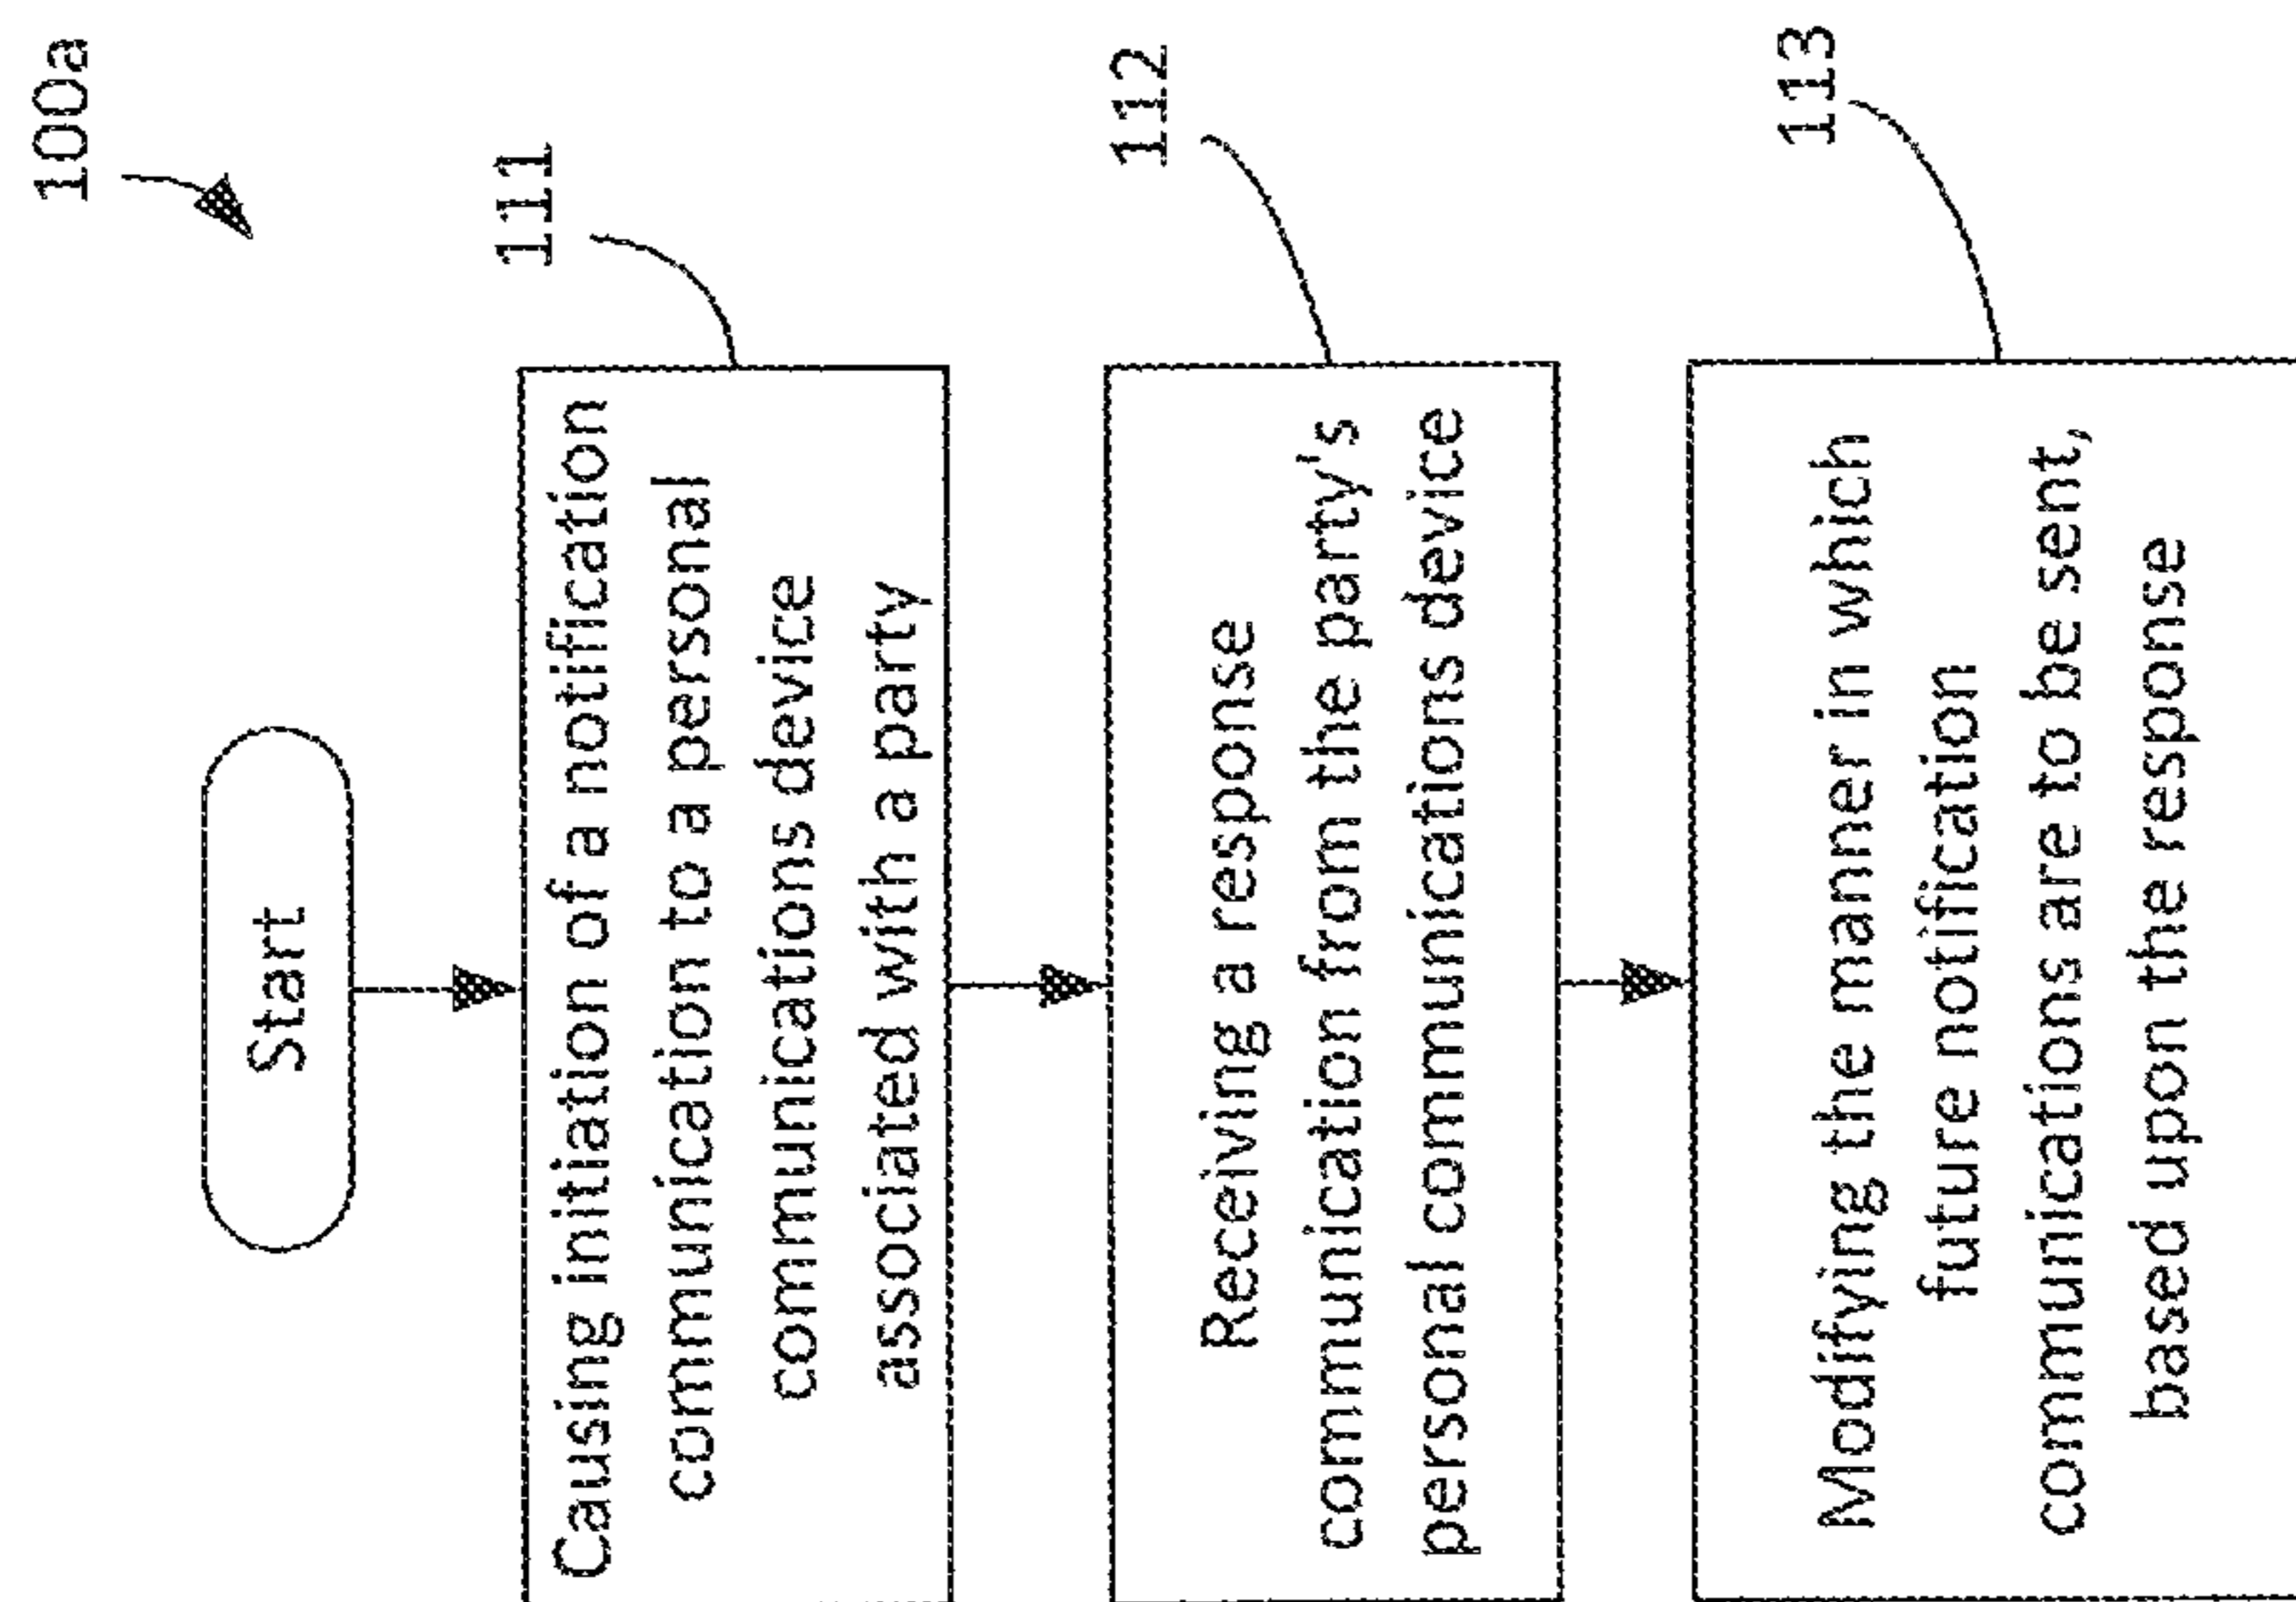 100a
Start
111
Causing initiation of a notification
communication to a personal
communications device
associated with a party
112
Receiving a response
communication from the party's
personal communications device
113
Modifying the manner in which
future notification
communications are to be sent,
based upon the response